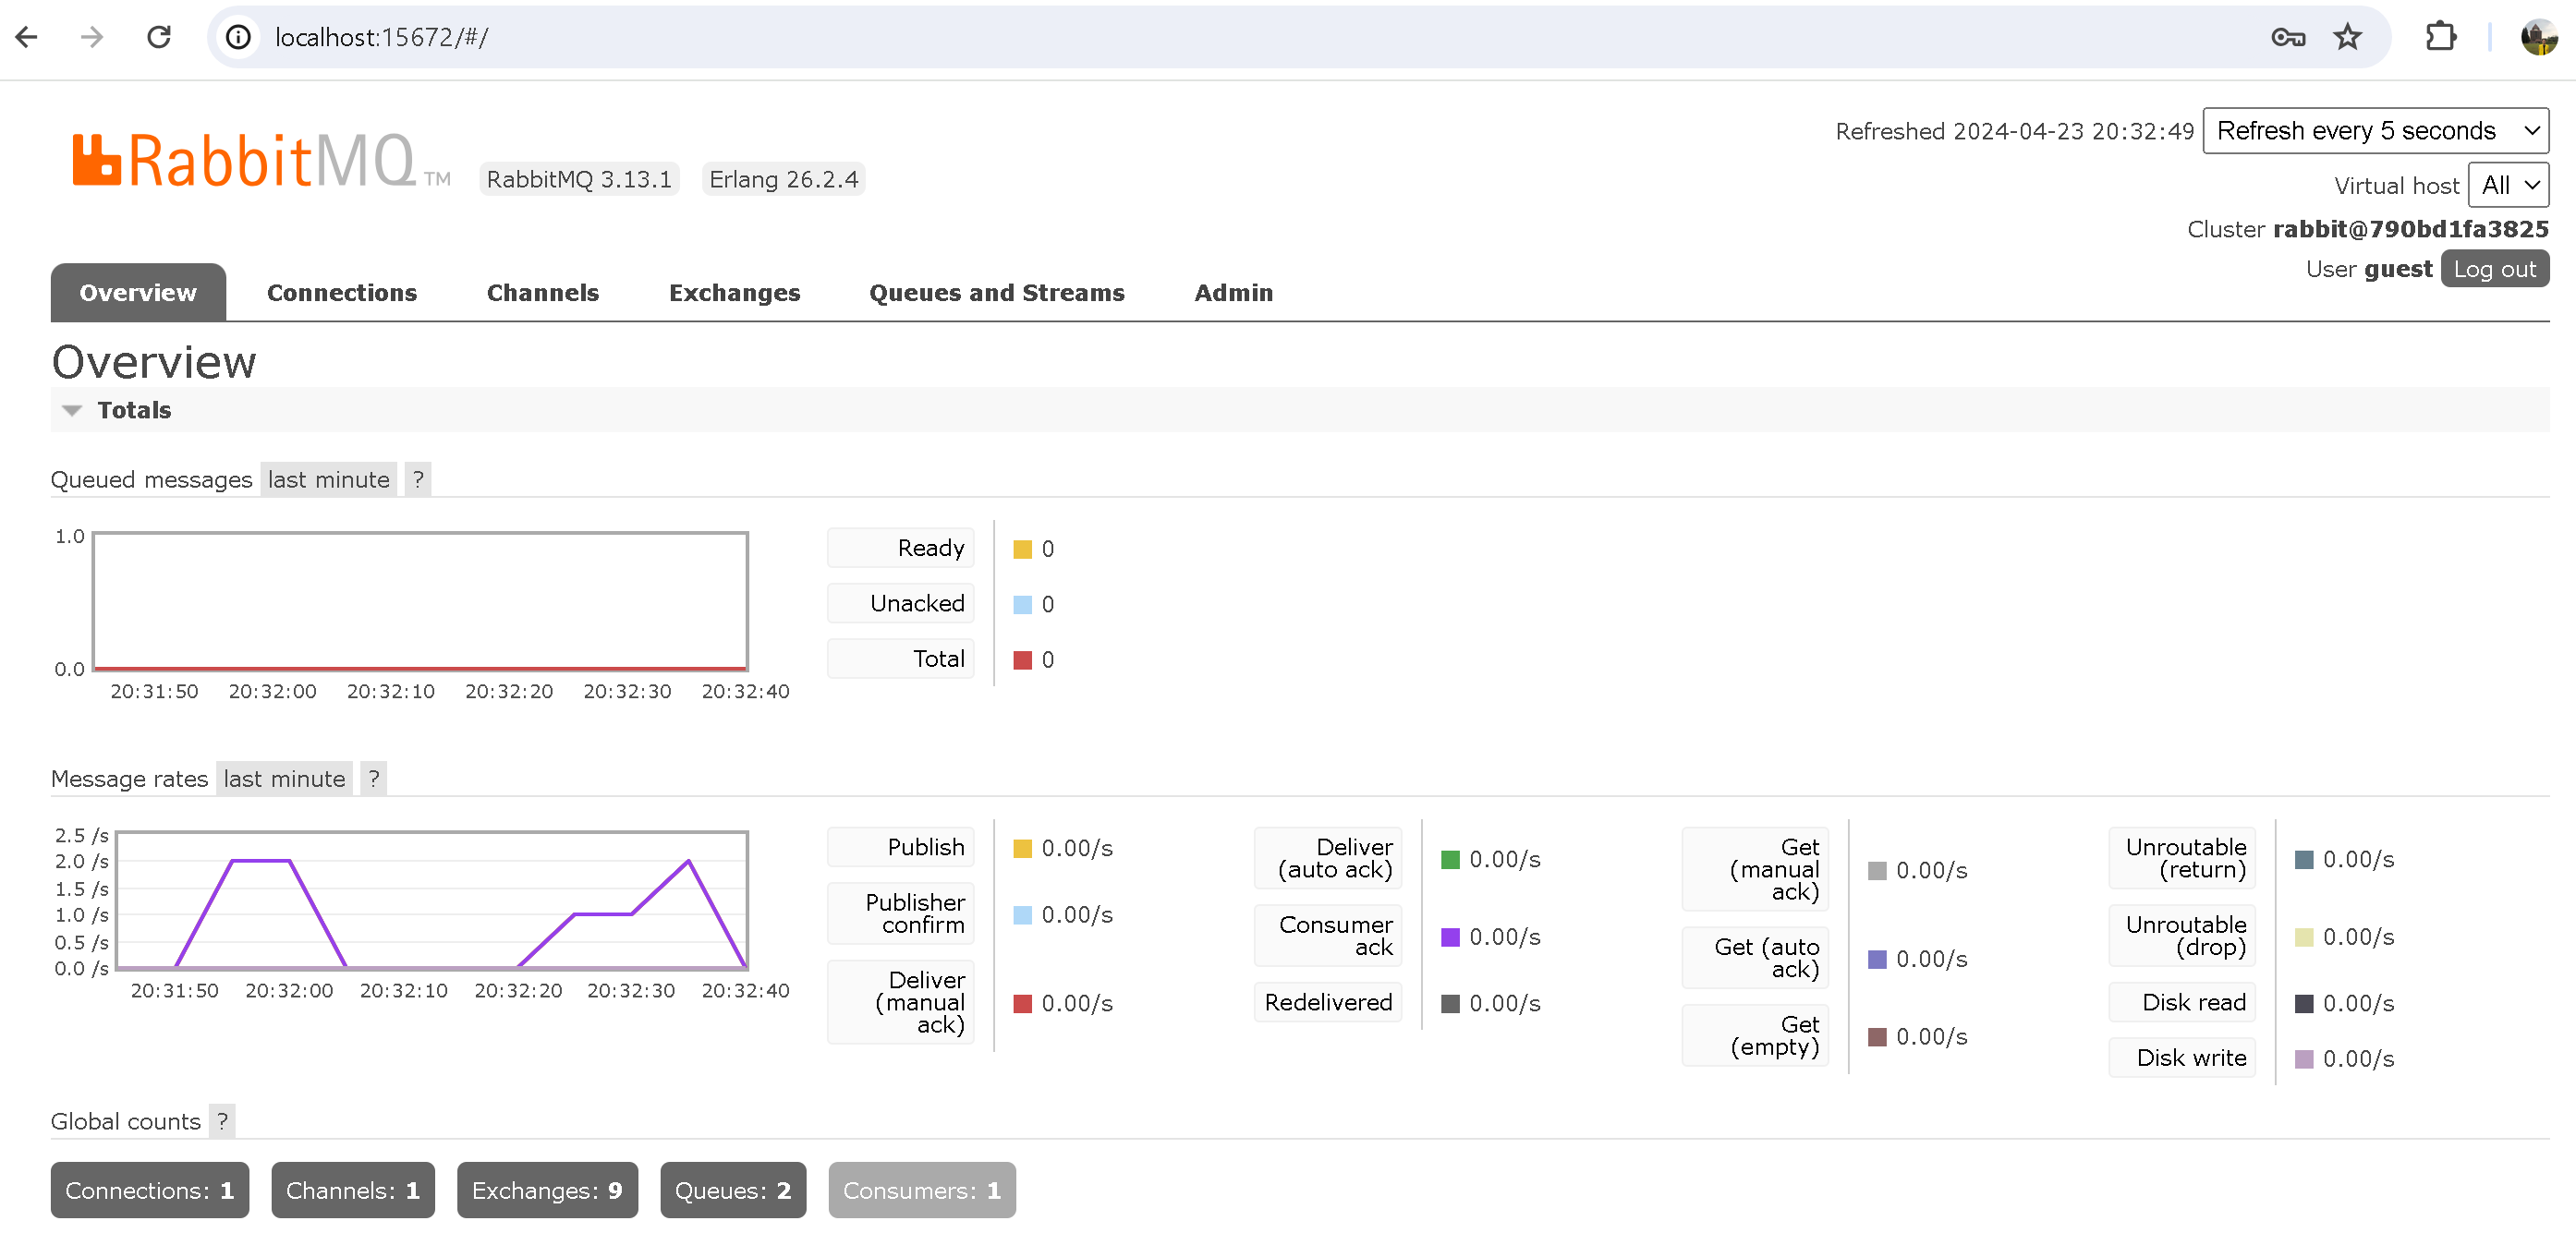 localhost:15672/#/
RabbitMQ TM
RabbitMQ 3.13.1
Erlang 26.2.4
Refreshed 2024-04-23 20:32:49
Refresh every 5 seconds
Virtual host All
Cluster rabbit@790bd1fa3825
User guest Log out
Overview
Connections
Channels
Exchanges
Queues and Streams
Admin
Overview
Totals
Queued messages last minute ?
1.0
0.0
20:31:50 20:32:00 20:32:10 20:32:20 20:32:30 20:32:40
Ready 0
Unacked 0
Total 0
Message rates last minute ?
2.5 /s
2.0 /s
1.5 /s
1.0 /s
0.5 /s
0.0 /s
20:31:50 20:32:00 20:32:10 20:32:20 20:32:30 20:32:40
Publish 0.00/s
Publisher
confirm 0.00/s
Deliver
(manual 0.00/s
ack)
Deliver
(auto ack) 0.00/s
Consumer
ack 0.00/s
Redelivered 0.00/s
Get
(manual 0.00/s
ack)
Get (auto
ack) 0.00/s
Get
(empty) 0.00/s
Unroutable
(return) 0.00/s
Unroutable
(drop) 0.00/s
Disk read 0.00/s
Disk write 0.00/s
Global counts ?
Connections: 1
Channels: 1
Exchanges: 9
Queues: 2
Consumers: 1